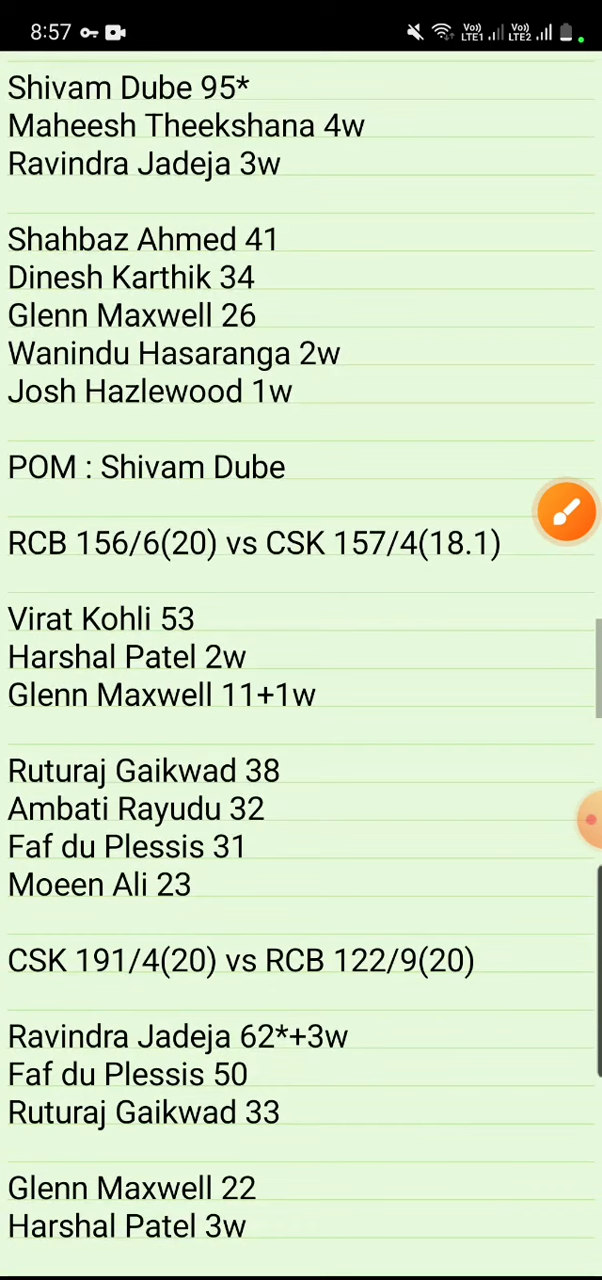 8:57
Vo)) LTE1 Vo)) LTE2
Shivam Dube 95*
Maheesh Theekshana 4w
Ravindra Jadeja 3w
Shahbaz Ahmed 41
Dinesh Karthik 34
Glenn Maxwell 26
Wanindu Hasaranga 2w
Josh Hazlewood 1w
POM : Shivam Dube
RCB 156/6(20) vs CSK 157/4(18.1)
Virat Kohli 53
Harshal Patel 2w
Glenn Maxwell 11+1w
Ruturaj Gaikwad 38
Ambati Rayudu 32
Faf du Plessis 31
Moeen Ali 23
CSK 191/4(20) vs RCB 122/9(20)
Ravindra Jadeja 62*+3w
Faf du Plessis 50
Ruturaj Gaikwad 33
Glenn Maxwell 22
Harshal Patel 3w